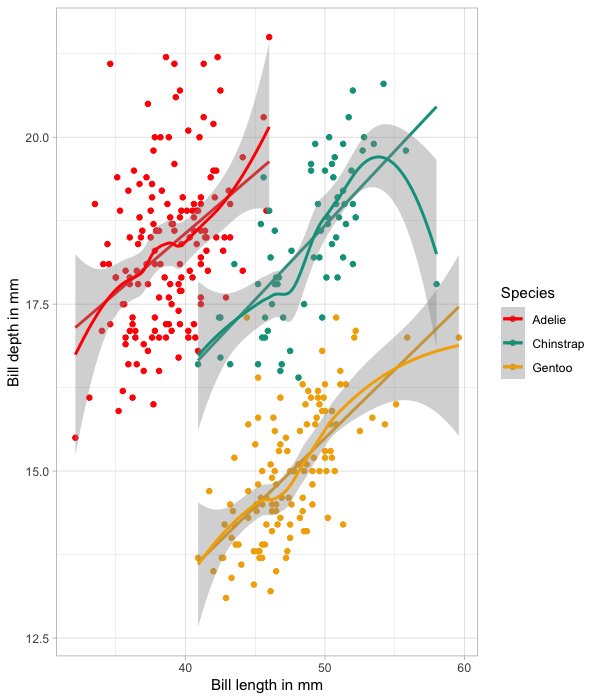 20.0
17.5
15.0
12.5
Bill depth in mm
40
50
60
Bill length in mm
Species
Adelie
Chinstrap
Gentoo